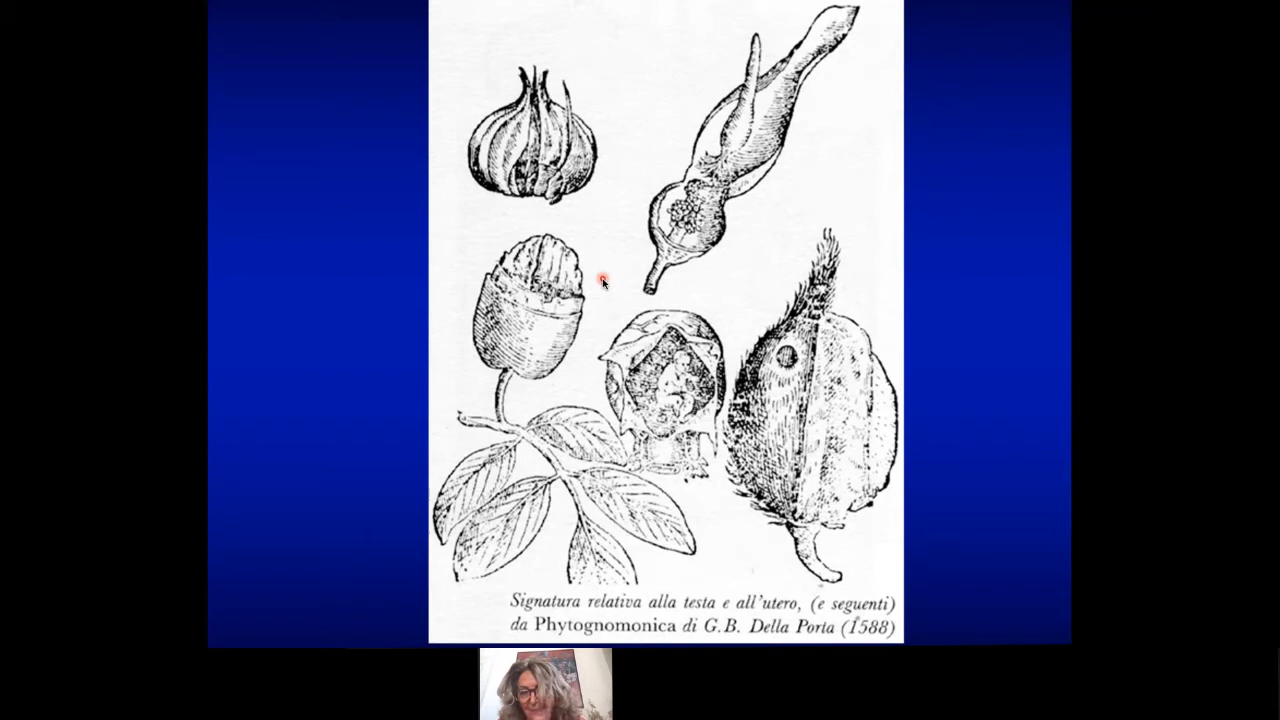 Signatura relativa alla testa e all'utero, (e seguenti)
da Phytognomonica di G.B. Della Porta (1588)